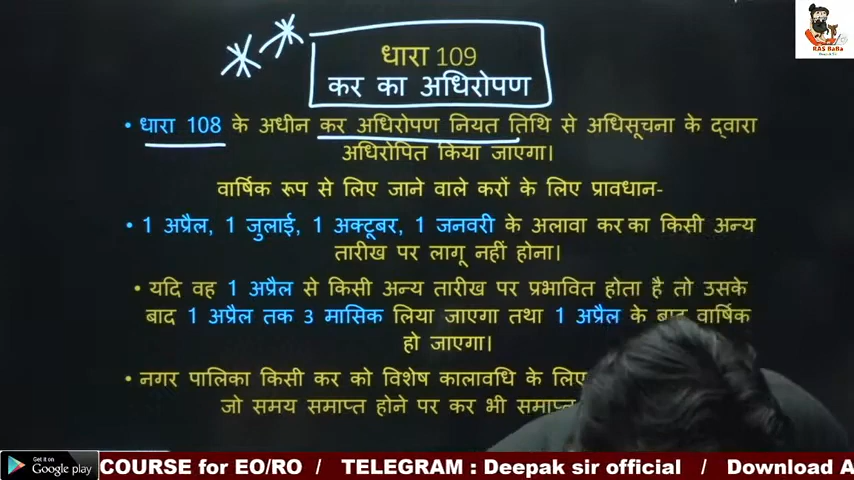 धारा 109
कर का अधिरोपण
• धारा 108 के अधीन कर अधिरोपण नियत तिथि से अधिसूचना के द्वारा
अधिरोपित किया जाएगा।
वार्षिक रूप से लिए जाने वाले करों के लिए प्रावधान-
• 1 अप्रैल, 1 जुलाई, 1 अक्टूबर, 1 जनवरी के अलावा कर का किसी अन्य
तारीख पर लागू नहीं होना।
• यदि वह 1 अप्रैल से किसी अन्य तारीख पर प्रभावित होता है तो उसके
बाद 1 अप्रैल तक 3 मासिक लिया जाएगा तथा 1 अप्रैल के बाद वार्षिक
हो जाएगा।
• नगर पालिका किसी कर को विशेष कालावधि के लिए
जो समय समाप्त होने पर कर भी समाप्त
RAS BaBa
GET IT ON
Google play
COURSE for EO/RO / TELEGRAM : Deepak sir official / Download A